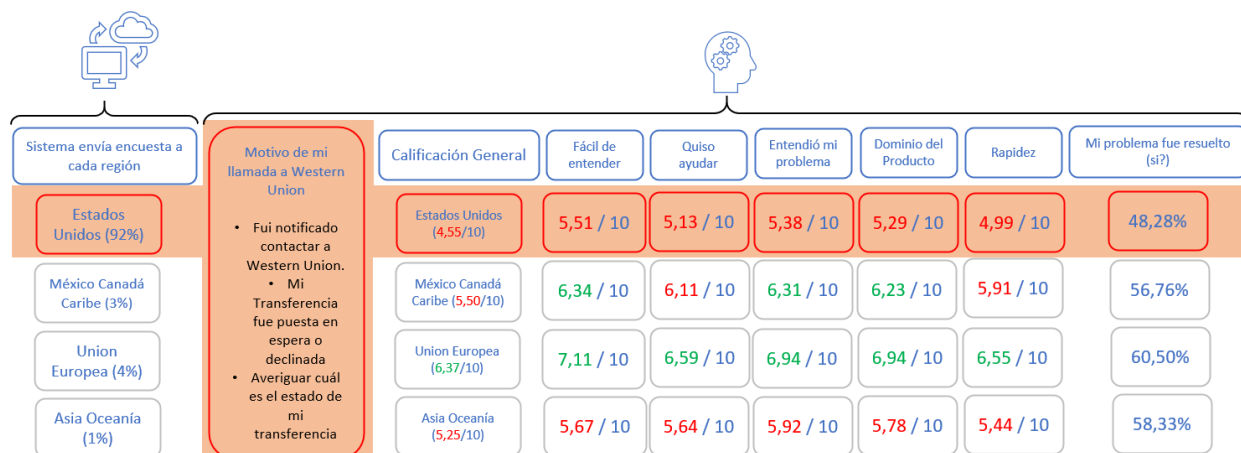 Sistema envía encuesta a
cada región
Motivo de mi
llamada a Western
Union
Calificación General
Fácil de
entender
Quiso
ayudar
Entendió mi
problema
Dominio del
Producto
Rapidez
Mi problema fue resuelto
(si?)
Estados
Unidos (92%)
• Fui notificado
contactar a
Western Union.
• Mi
Transferencia
fue puesta en
espera o
declinada
• Averiguar cuál
es el estado de
mi
transferencia
Estados Unidos
(4,55/10)
5,51 / 10
5,13 / 10
5,38 / 10
5,29 / 10
4,99 / 10
48,28%
México Canadá
Caribe (3%)
México Canadá
Caribe (5,50/10)
6,34 / 10
6,11 / 10
6,31 / 10
6,23 / 10
5,91 / 10
56,76%
Union
Europea (4%)
Union Europea
(6,37/10)
7,11 / 10
6,59 / 10
6,94 / 10
6,94 / 10
6,55 / 10
60,50%
Asia Oceanía
(1%)
Asia Oceanía
(5,25/10)
5,67 / 10
5,64 / 10
5,92 / 10
5,78 / 10
5,44 / 10
58,33%